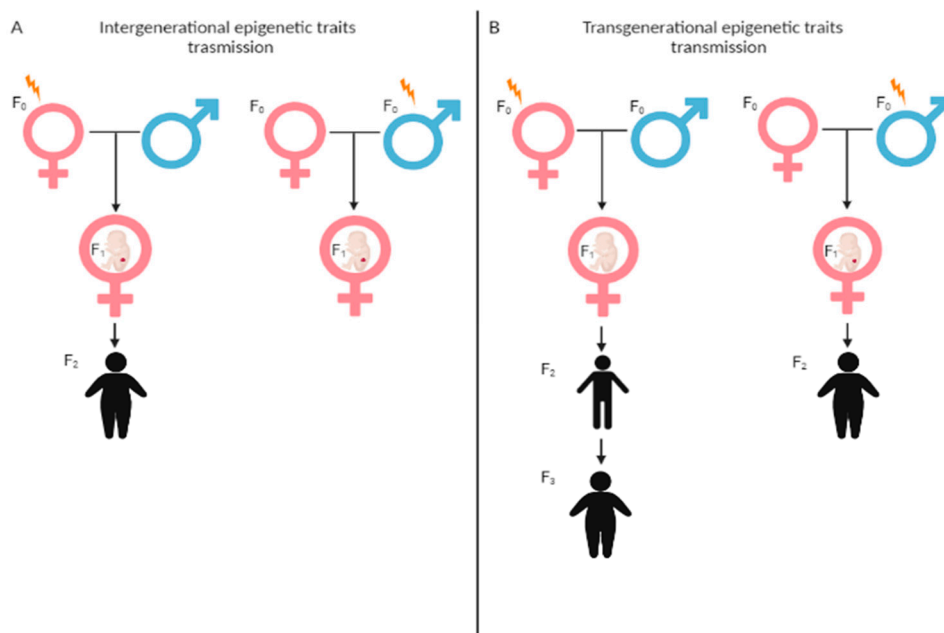 A
Intergenerational epigenetic traits
trasmission
F₀
F₀
F₀
F₁
F₁
F₂
B
Transgenerational epigenetic traits
transmission
F₀
F₀
F₀
F₀
F₁
F₁
F₂
F₂
F₃